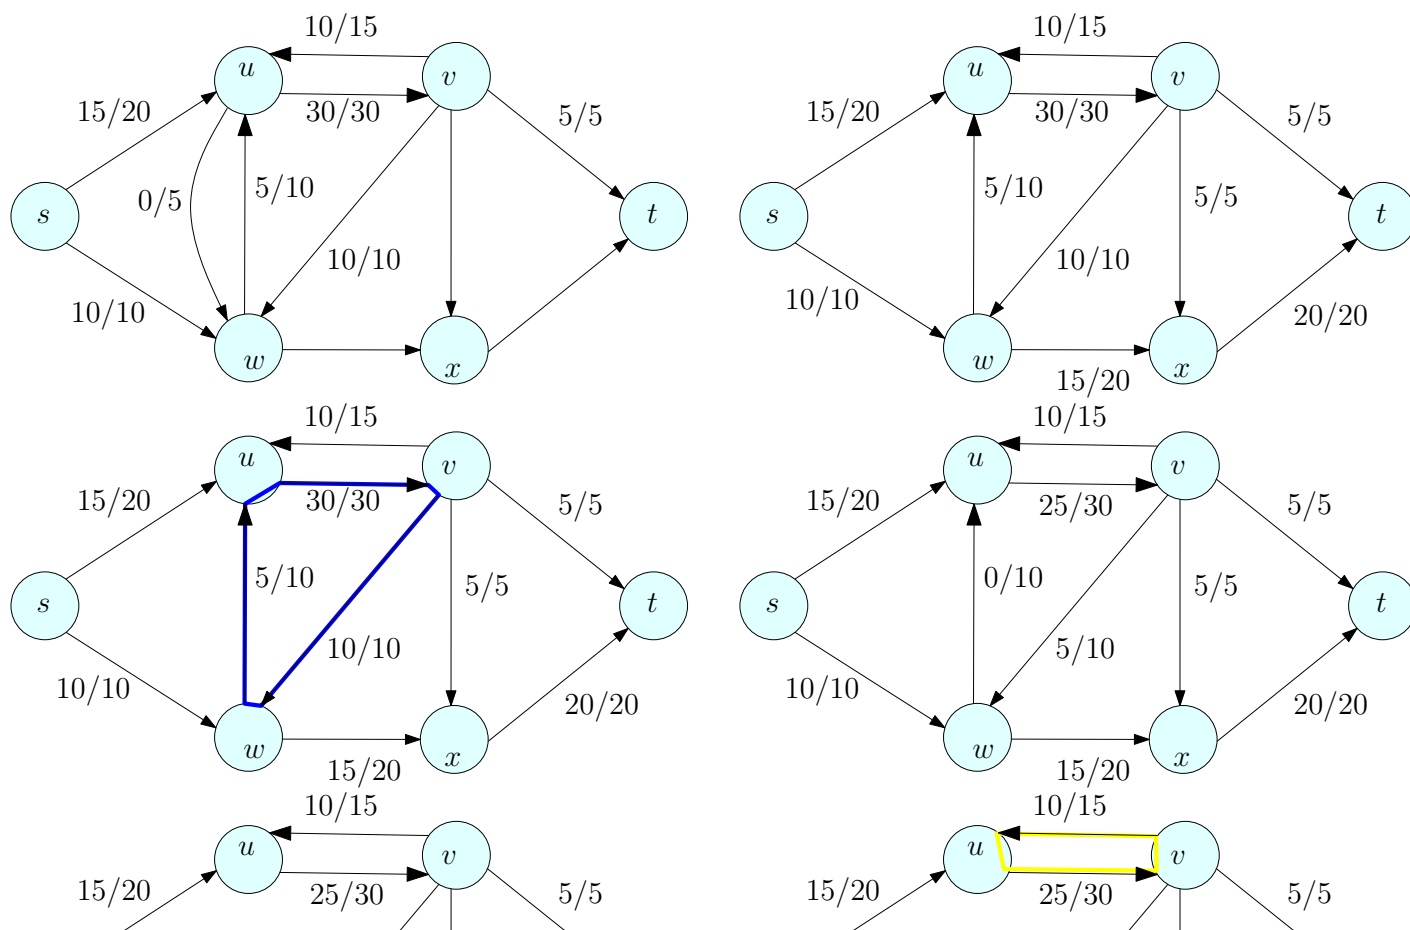 10/15 10/15
u v u v
15/20 30/30 5/5 15/20 30/30 5/5
0/5 5/10 5/10 5/5
s t s t
10/10 10/10
10/10 10/10 20/20
w x w x
15/20
10/15 10/15
u v u v
15/20 30/30 5/5 15/20 25/30 5/5
5/10 5/5 0/10 5/5
s t s t
10/10 5/10
10/10 20/20 10/10 20/20
w x w x
15/20 15/20
10/15 10/15
u v u v
15/20 25/30 5/5 15/20 25/30 5/5